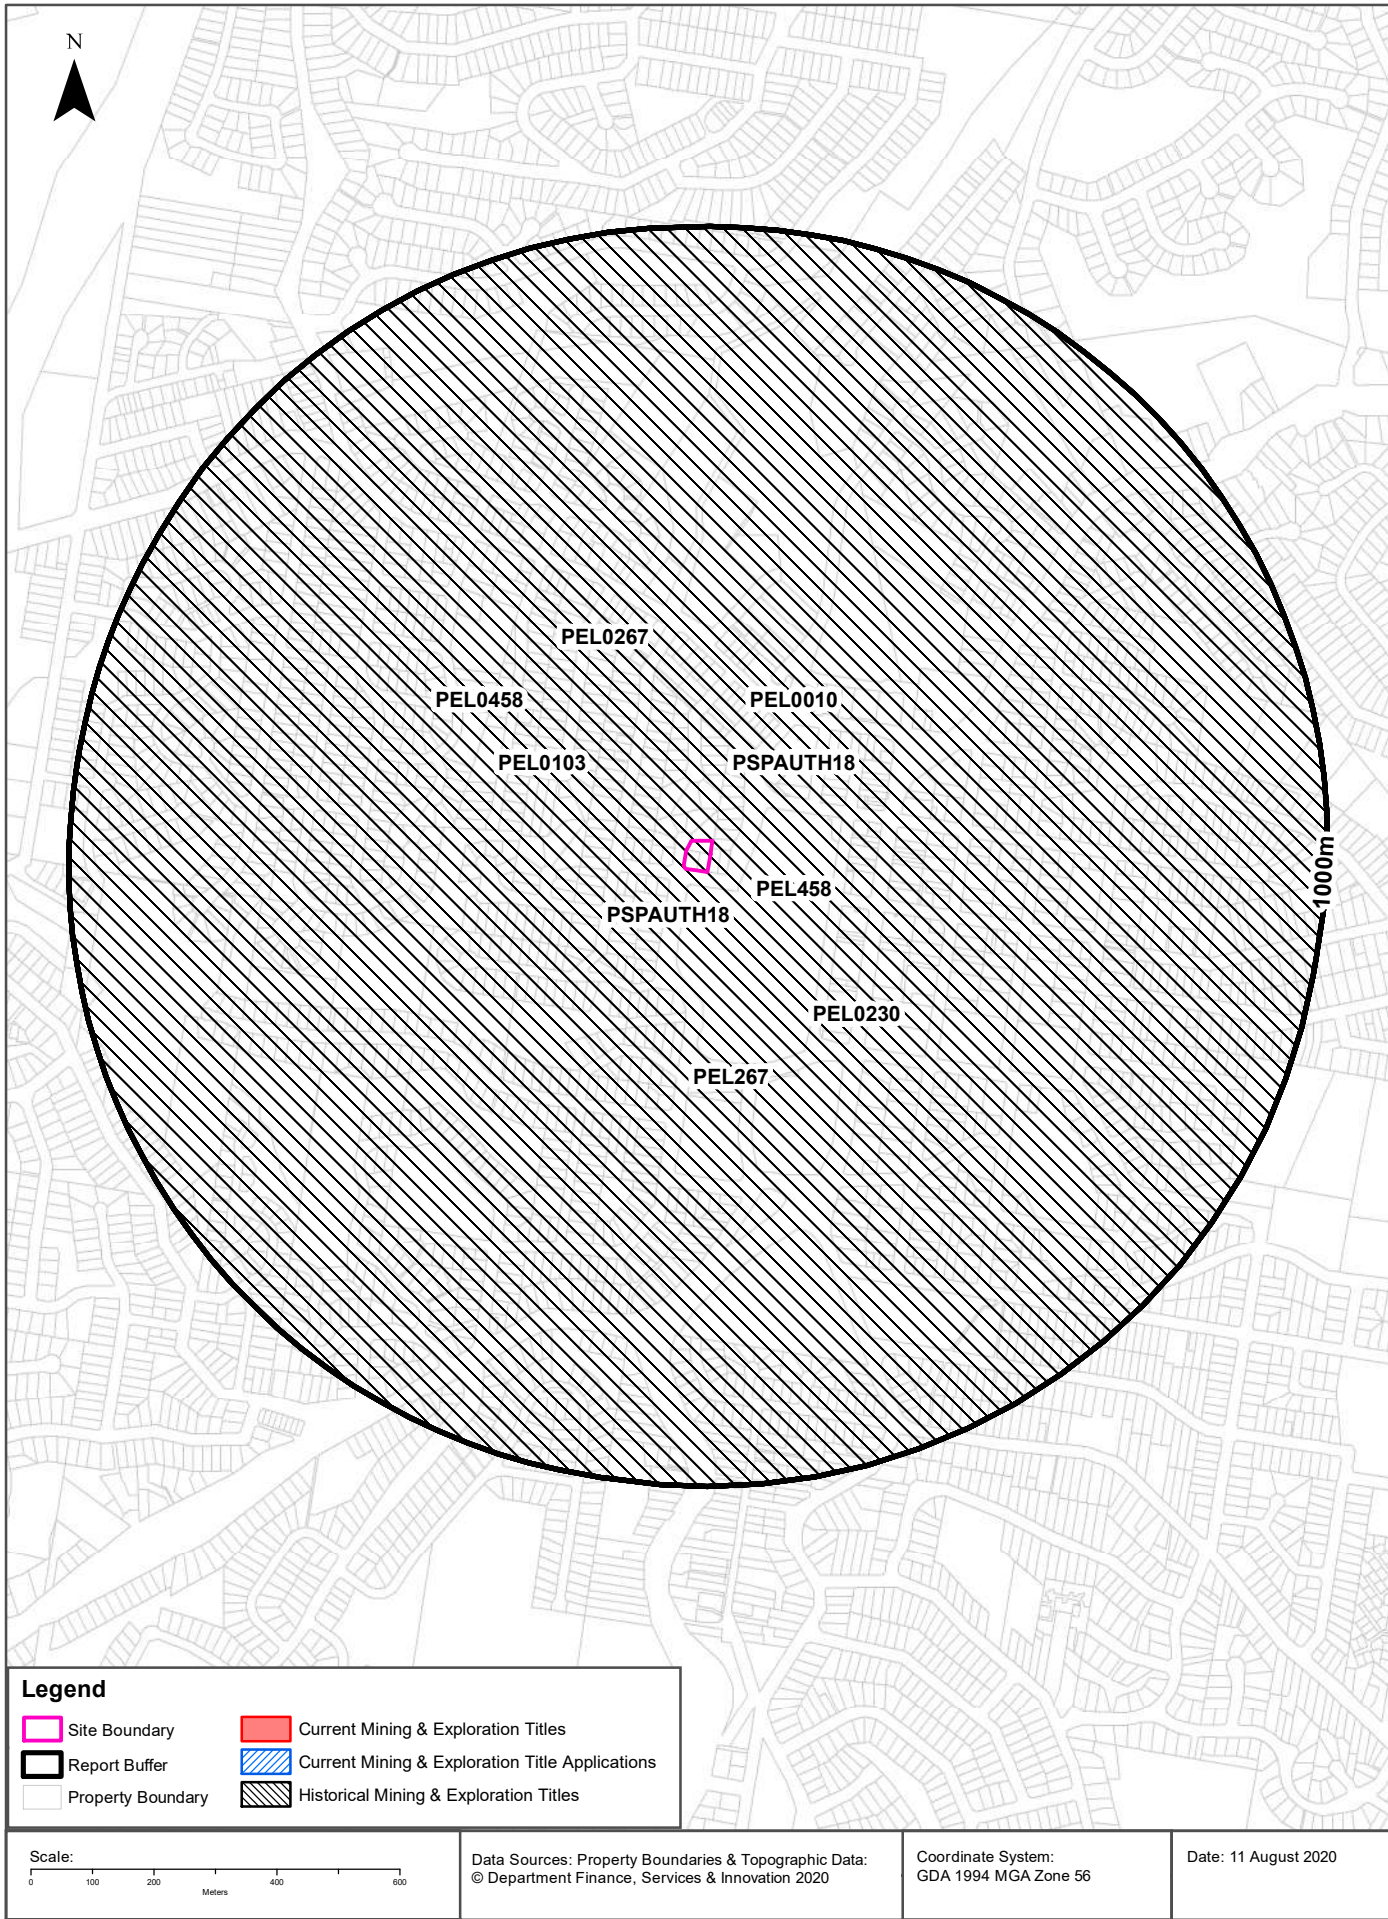 N
PEL0267
PEL0458
PEL0010
PEL0103
PSPAUTH18
1000m
PEL458
PSPAUTH18
PEL0230
PEL267
Legend
Site Boundary
Report Buffer
Property Boundary
Current Mining & Exploration Titles
Current Mining & Exploration Title Applications
Historical Mining & Exploration Titles
Scale:
0 100 200 400 600
Meters
Data Sources: Property Boundaries & Topographic Data:
© Department Finance, Services & Innovation 2020
Coordinate System:
GDA 1994 MGA Zone 56
Date: 11 August 2020